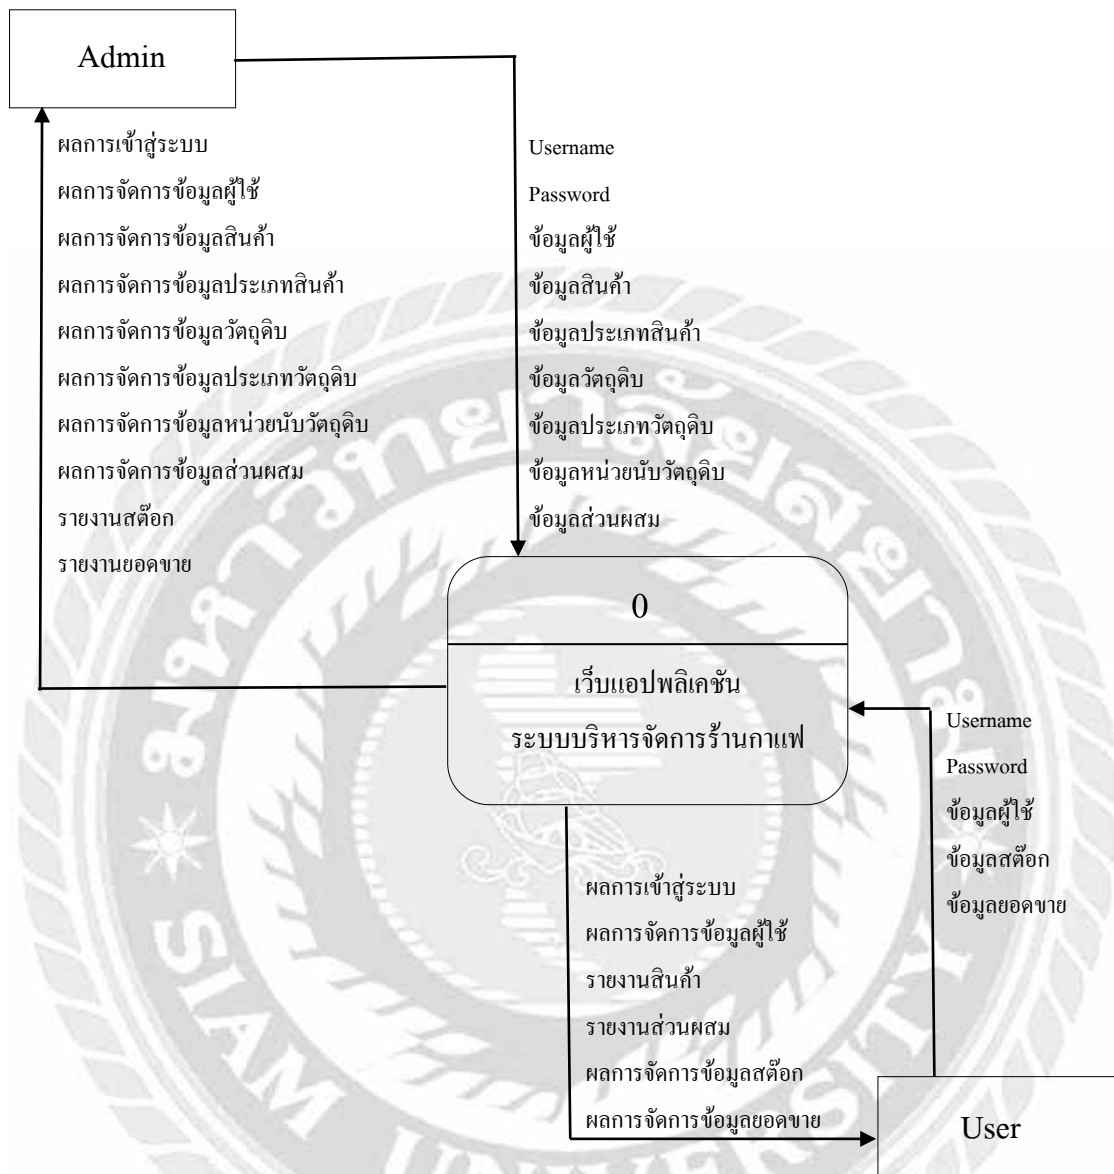 Admin
ผลการเข้าสู่ระบบ
ผลการจัดการข้อมูลผู้ใช้
ผลการจัดการข้อมูลสินค้า
ผลการจัดการข้อมูลประเภทสินค้า
ผลการจัดการข้อมูลวัตถุดิบ
ผลการจัดการข้อมูลประเภทวัตถุดิบ
ผลการจัดการข้อมูลหน่วยนับวัตถุดิบ
ผลการจัดการข้อมูลส่วนผสม
รายงานสต๊อก
รายงานยอดขาย
Username
Password
ข้อมูลผู้ใช้
ข้อมูลสินค้า
ข้อมูลประเภทสินค้า
ข้อมูลวัตถุดิบ
ข้อมูลประเภทวัตถุดิบ
ข้อมูลหน่วยนับวัตถุดิบ
ข้อมูลส่วนผสม
0
เว็บแอปพลิเคชัน
ระบบบริหารจัดการร้านกาแฟ
Username
Password
ข้อมูลผู้ใช้
ข้อมูลสต๊อก
ข้อมูลยอดขาย
ผลการเข้าสู่ระบบ
ผลการจัดการข้อมูลผู้ใช้
รายงานสินค้า
รายงานส่วนผสม
ผลการจัดการข้อมูลสต๊อก
ผลการจัดการข้อมูลยอดขาย
User
มหาวิทยาลัยสยาม
SIAM UNIVERSITY